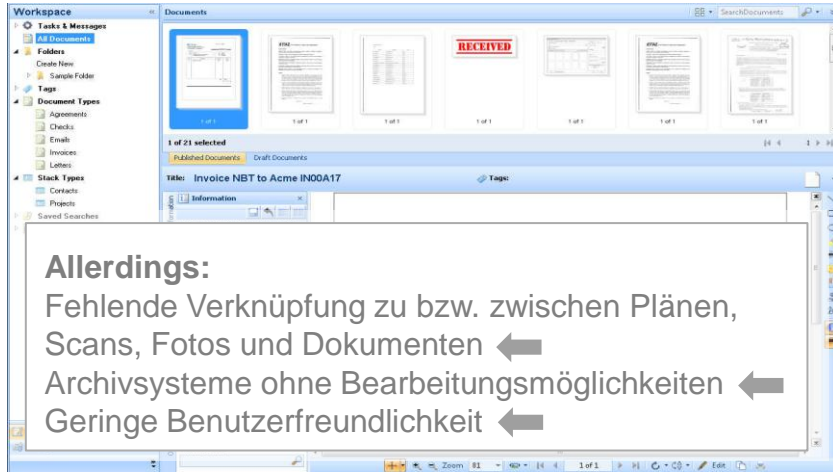 Workspace
Tasks & Messages
All Documents
Folders
Create New
Sample Folder
Tags
Document Types
Agreements
Checks
Emails
Invoices
Letters
Stack Types
Contacts
Projects
Saved Searches
Documents
SearchDocuments
RECEIVED
1 of 1
1 of 1
1 of 1
1 of 1
1 of 1
1 of 1
1 of 1
1 of 21 selected
1
Published Documents Draft Documents
Title: Invoice NBT to Acme IN00A17 Tags:
Information
Allerdings:
Fehlende Verknüpfung zu bzw. zwischen Plänen,
Scans, Fotos und Dokumenten
Archivsysteme ohne Bearbeitungsmöglichkeiten
Geringe Benutzerfreundlichkeit
Zoom 81 1 of 1 Edit